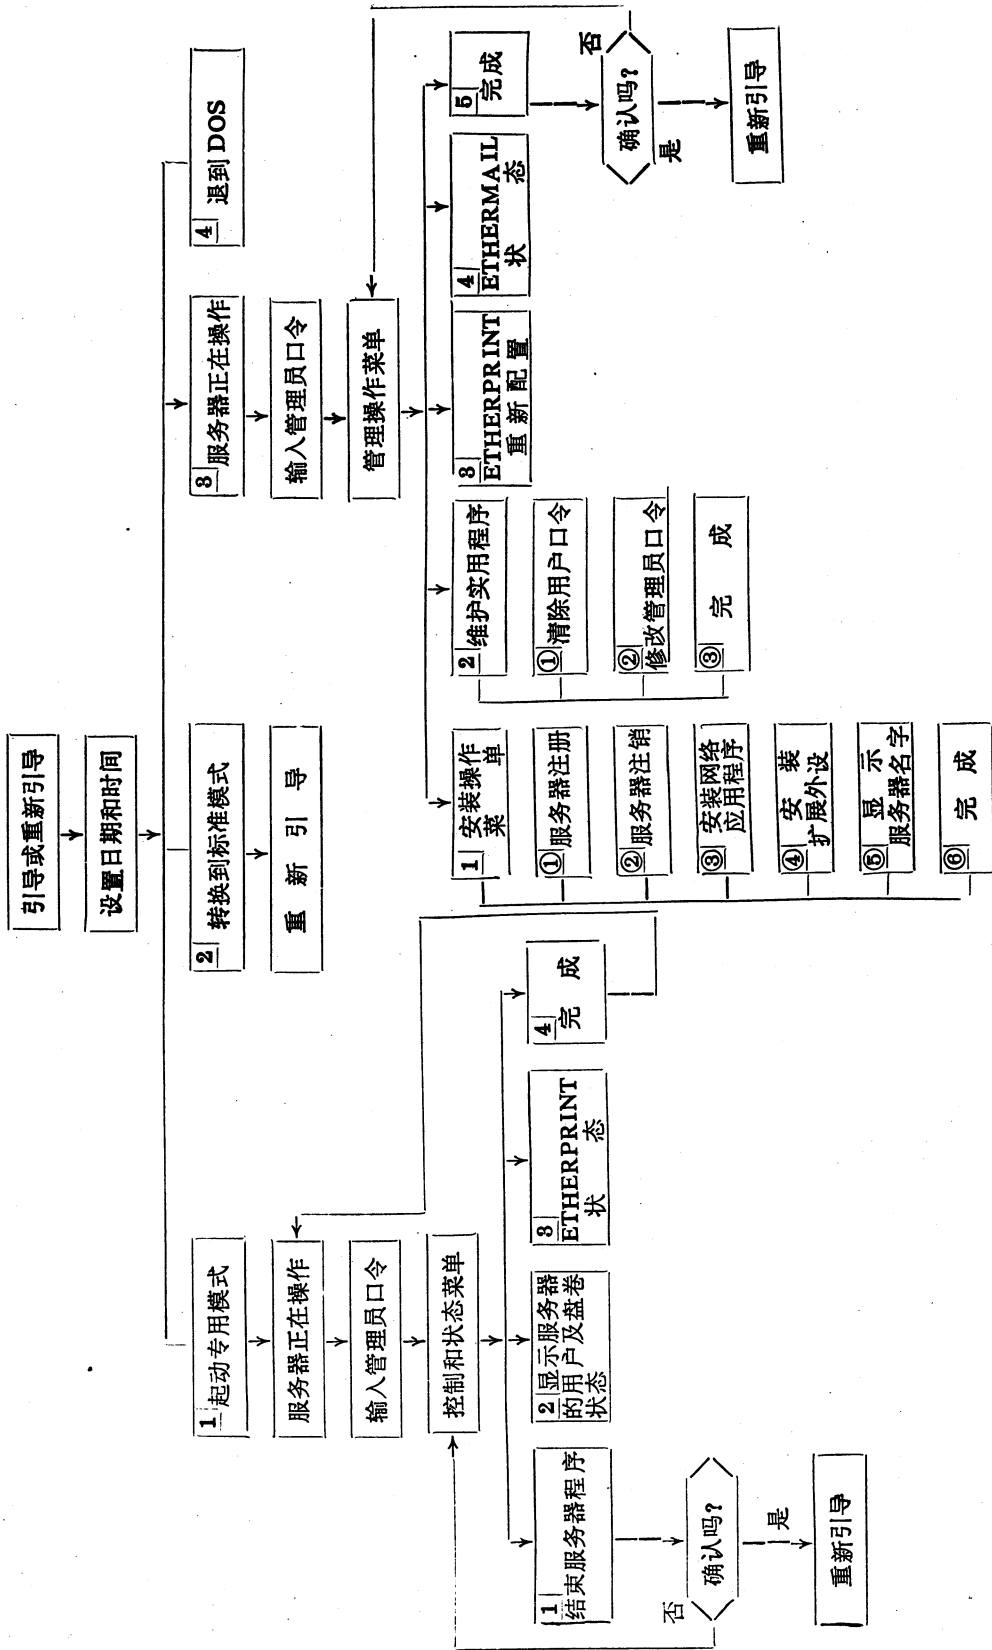 引导或重新引导
设置日期和时间
1 起动专用模式
服务器正在操作
输入管理员口令
控制和状态菜单
1
结束服务器程序
否
确认吗?
是
重新引导
2 显示服务器
的用户及盘卷
状态
3
ETHERPRINT
状 态
4
完 成
2 转换到标准模式
重 新 引 导
3 服务器正在操作
输入管理员口令
管理操作菜单
1 安装操作
菜 单
①服务器注册
②服务器注销
③安装网络
应用程序
④安 装
扩展外设
⑤显 示
服务器名字
⑥
完 成
2 维护实用程序
①清除用户口令
②
修改管理员口令
③
完 成
3
ETHERPRINT
重 新 配 置
4
ETHERMAIL
状 态
5
完成
否
确认吗?
是
重新引导
4 退到 DOS